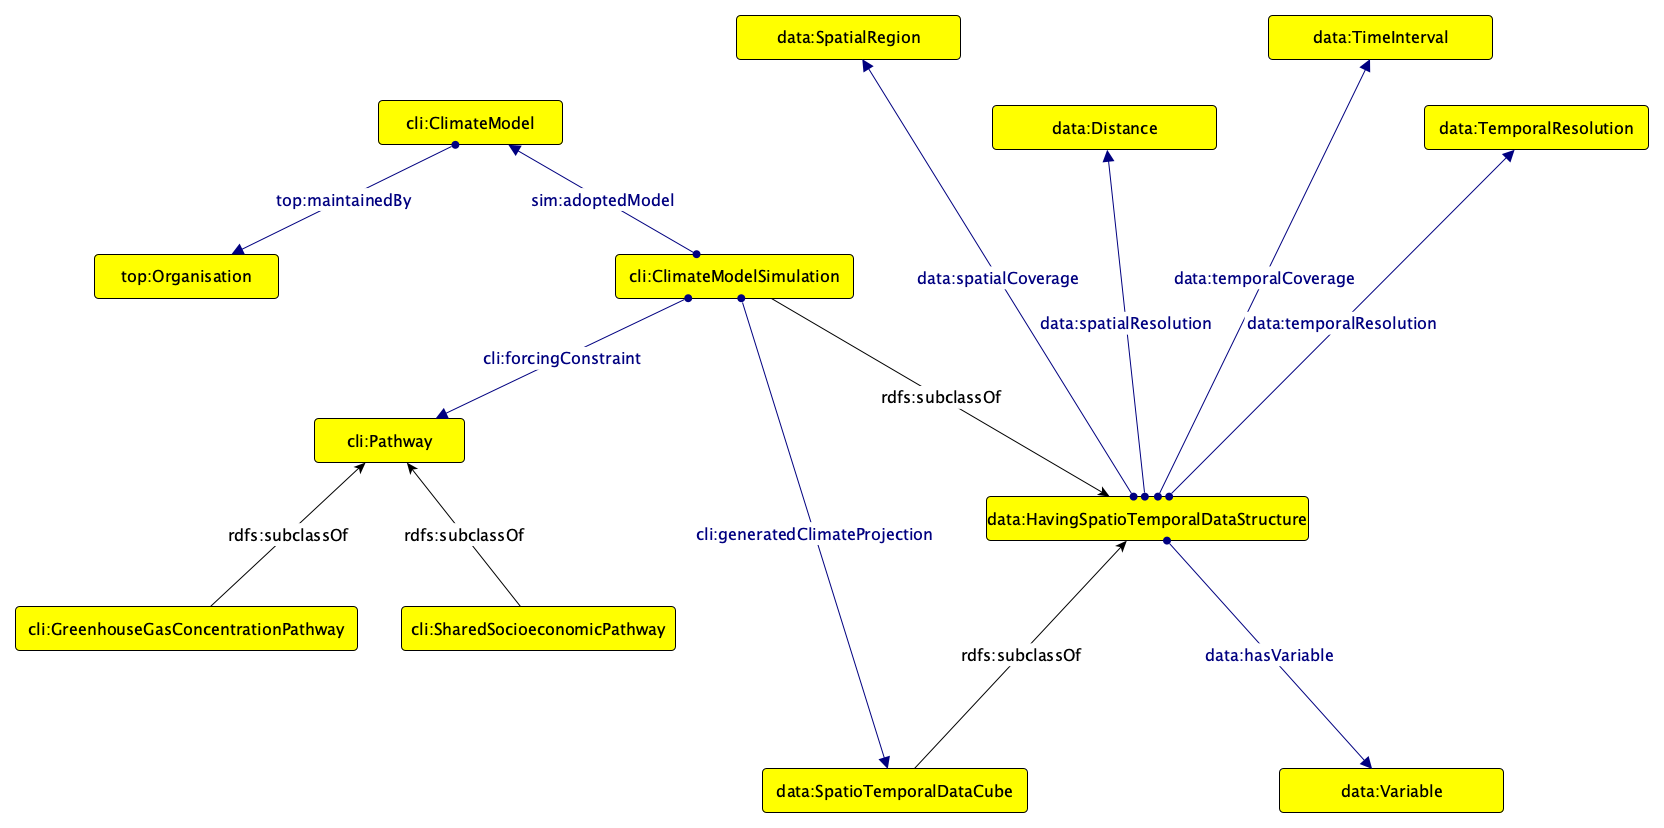 data:SpatialRegion
data:TimeInterval
cli:ClimateModel
data:Distance
data:TemporalResolution
top:maintainedBy
sim:adoptedModel
top:Organisation
cli:ClimateModelSimulation
data:spatialCoverage
data:temporalCoverage
data:spatialResolution
data:temporalResolution
cli:forcingConstraint
rdfs:subclassOf
cli:Pathway
data:HavingSpatioTemporalDataStructure
rdfs:subclassOf
rdfs:subclassOf
cli:generatedClimateProjection
cli:GreenhouseGasConcentrationPathway
cli:SharedSocioeconomicPathway
rdfs:subclassOf
data:hasVariable
data:SpatioTemporalDataCube
data:Variable